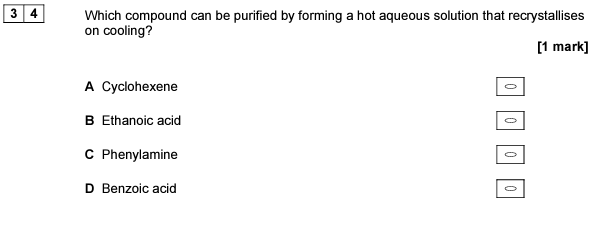 3 4 Which compound can be purified by forming a hot aqueous solution that recrystallises
on cooling?
[1 mark]
A Cyclohexene
B Ethanoic acid
C Phenylamine
D Benzoic acid